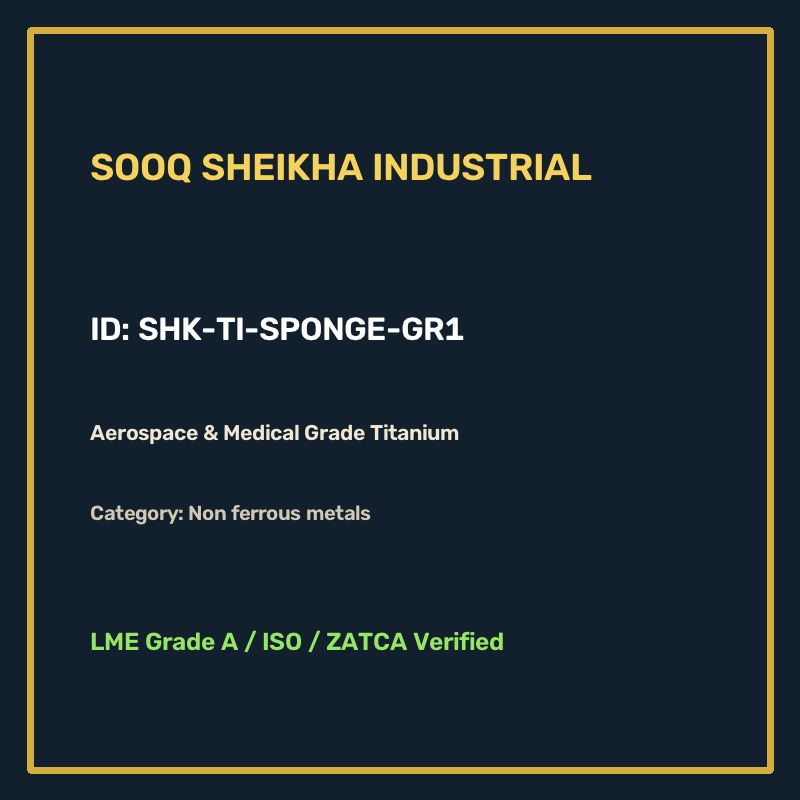 SOOQ SHEIKHA INDUSTRIAL
ID: SHK-TI-SPONGE-GR1
Aerospace & Medical Grade Titanium
Category: Non ferrous metals
LME Grade A / ISO / ZATCA Verified